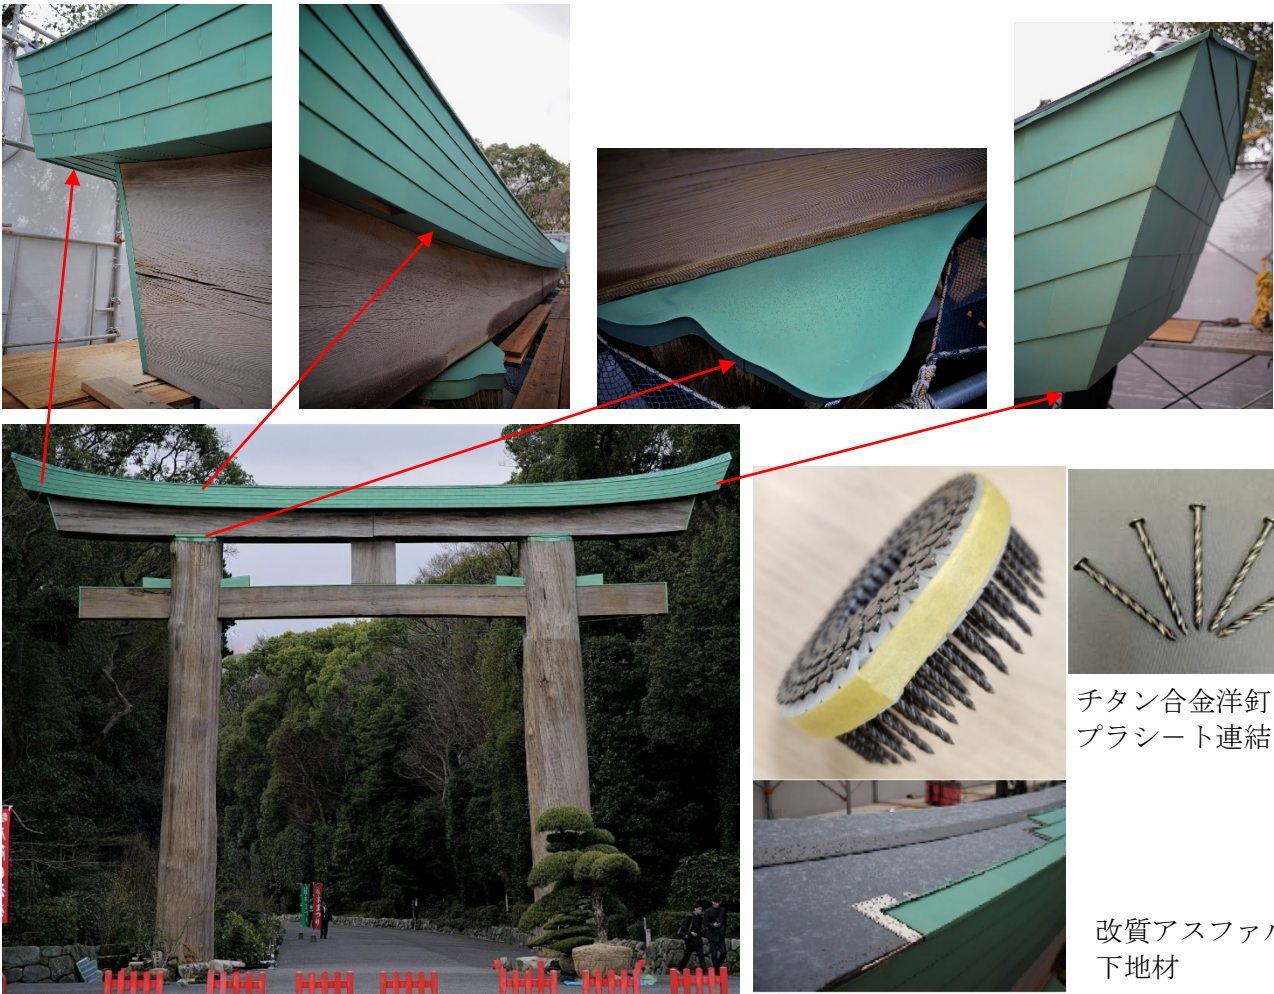 チタン合金洋釘
プラシート連結
改質アスファル
下地材